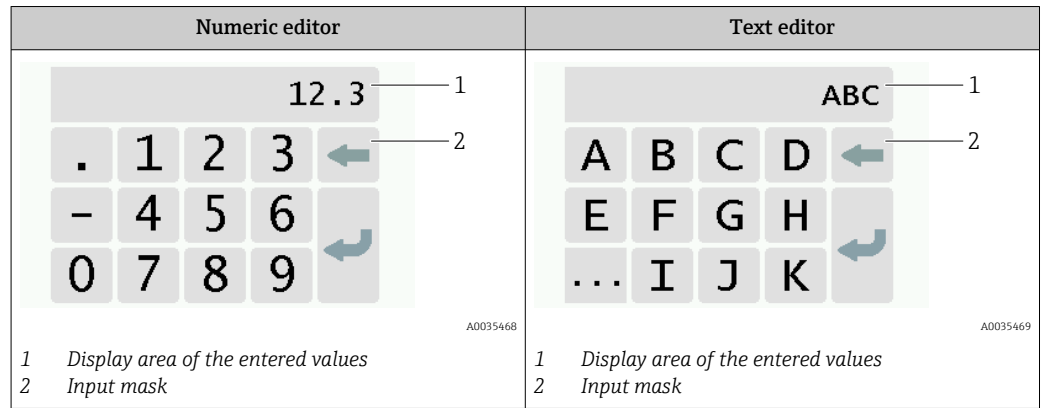 Numeric editor
12.3 1
. 1 2 3 2
- 4 5 6
0 7 8 9
A0035468
1 Display area of the entered values
2 Input mask
Text editor
ABC 1
A B C D 2
E F G H
... I J K
A0035469
1 Display area of the entered values
2 Input mask